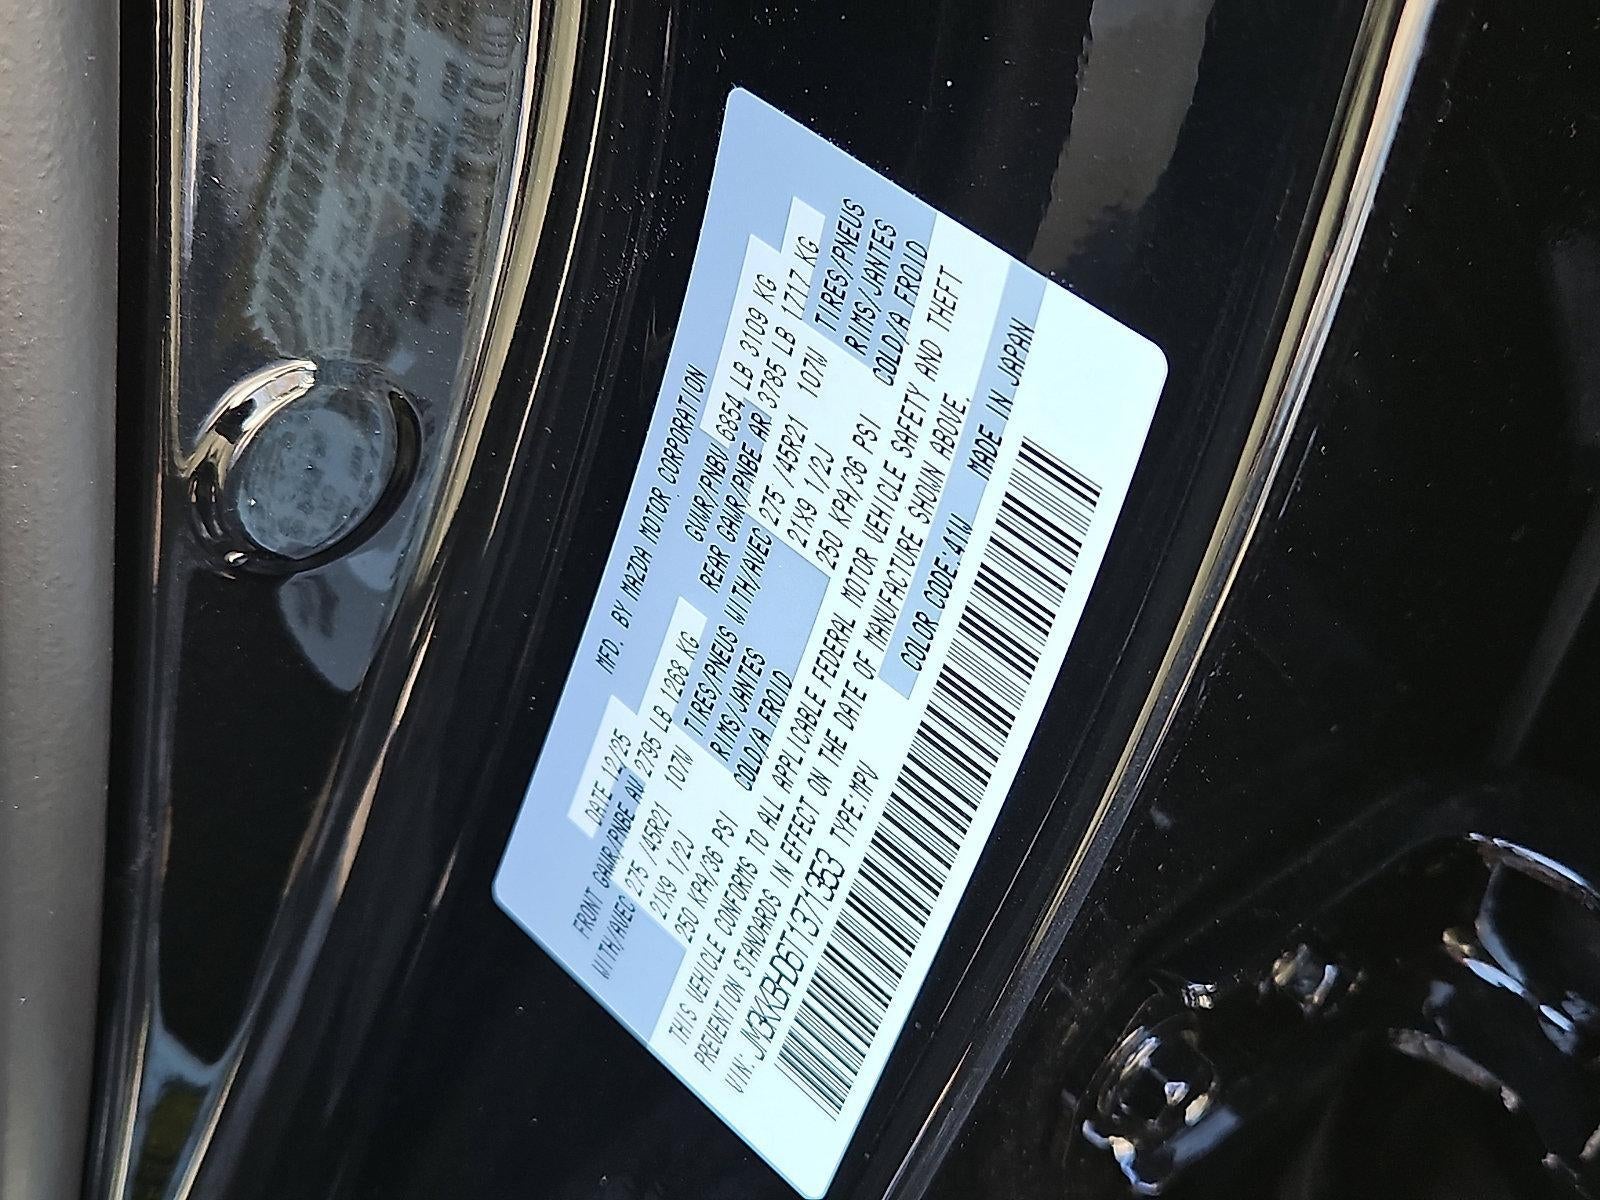 MFD. BY MAZDA MOTOR CORPORATION
DATE 12/25 GVWR/PNBV 6854 LB 3109 KG
FRONT GAWR/PNBE AV 2795 LB 1268 KG REAR GAWR/PNBE AR 3785 LB 1717 KG
WITH/AVEC 275 /45R21 107W TIRES/PNEUS WITH/AVEC 275 /45R21 107W TIRES/PNEUS
21X9 1/2J RIMS/JANTES 21X9 1/2J RIMS/JANTES
250 KPA/36 PSI COLD/A FROID 250 KPA/36 PSI COLD/A FROID
THIS VEHICLE CONFORMS TO ALL APPLICABLE FEDERAL MOTOR VEHICLE SAFETY AND THEFT
PREVENTION STANDARDS IN EFFECT ON THE DATE OF MANUFACTURE SHOWN ABOVE.
VIN: JM3KKBHD6T1371353 TYPE:MPV COLOR CODE:41W MADE IN JAPAN